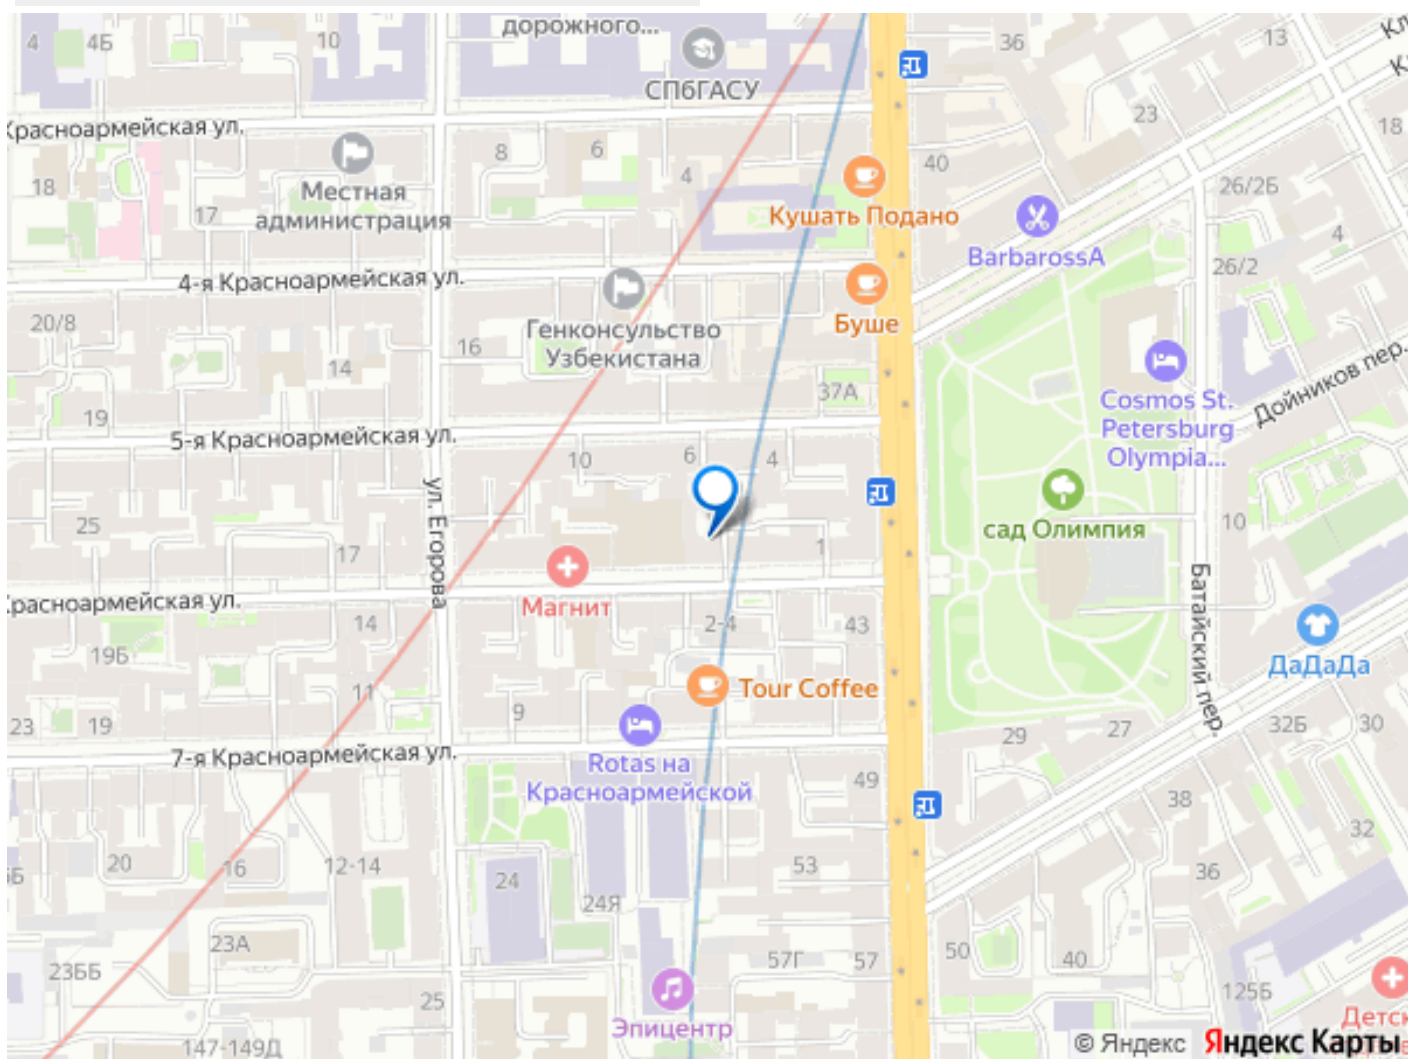 дорожного...
4
4Б
10
СПбГАСУ
36
13
Красноармейская ул.
8
6
4
23
18
40
18
Местная
администрация
17
Кушать Подано
26/2Б
BarbarossA
4
26/2
4-я Красноармейская ул.
20/8
Генконсульство
Узбекистана
Буше
16
14
37А
Дойников пер.
Cosmos St.
Petersburg
Olympia...
19
5-я Красноармейская ул.
10
6
4
ул. Егорова
25
17
1
сад Олимпия
10
Магнит
Красноармейская ул.
Батайский пер.
14
2-4
43
19Б
ДаДаДа
11
Tour Coffee
9
23
19
29
27
32Б
30
7-я Красноармейская ул.
Rotas на
Красноармейской
49
38
32
20
16
12-14
53
36
24
24Я
23А
50
40
57Г
57
23ББ
25
125Б
Эпицентр
147-149Д
© Яндекс
Яндекс Карты